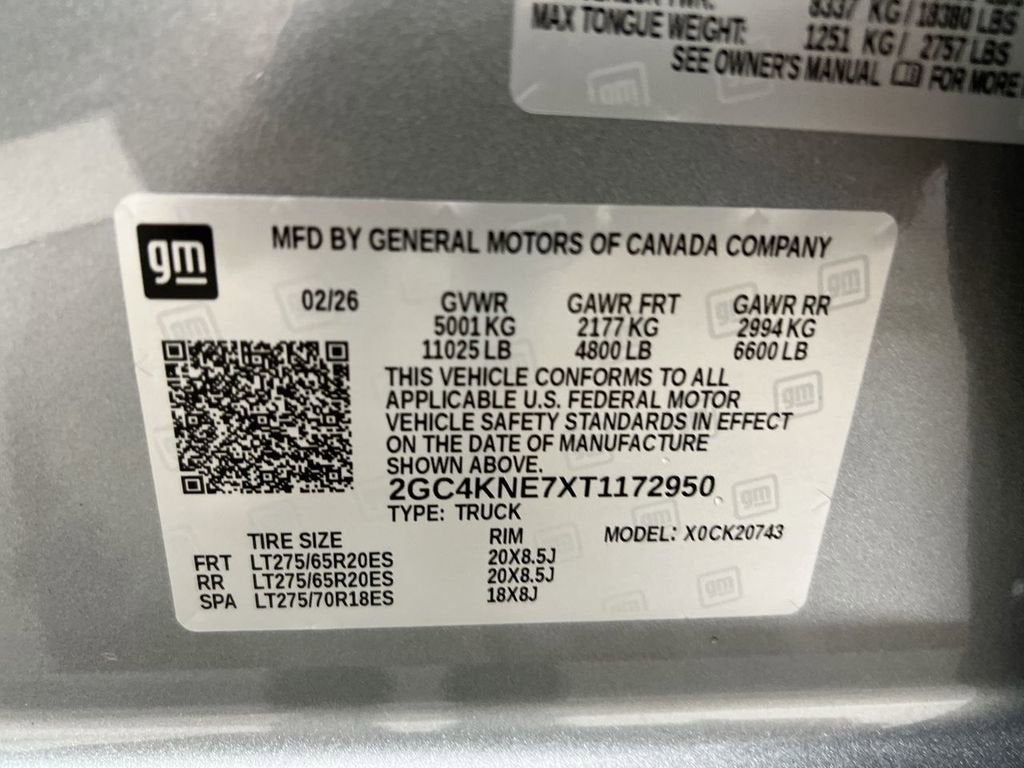 8337 KG/18380 LBS
MAX TONGUE WEIGHT: 1251 KG/ 2757 LBS
SEE OWNER'S MANUAL FOR MORE
gm
MFD BY GENERAL MOTORS OF CANADA COMPANY
02/26 GVWR GAWR FRT GAWR RR
5001 KG 2177 KG 2994 KG
11025 LB 4800 LB 6600 LB
THIS VEHICLE CONFORMS TO ALL
APPLICABLE U.S. FEDERAL MOTOR
VEHICLE SAFETY STANDARDS IN EFFECT
ON THE DATE OF MANUFACTURE
SHOWN ABOVE.
2GC4KNE7XT1172950
TYPE: TRUCK
TIRE SIZE RIM MODEL: X0CK20743
FRT LT275/65R20ES 20X8.5J
RR LT275/65R20ES 20X8.5J
SPA LT275/70R18ES 18X8J